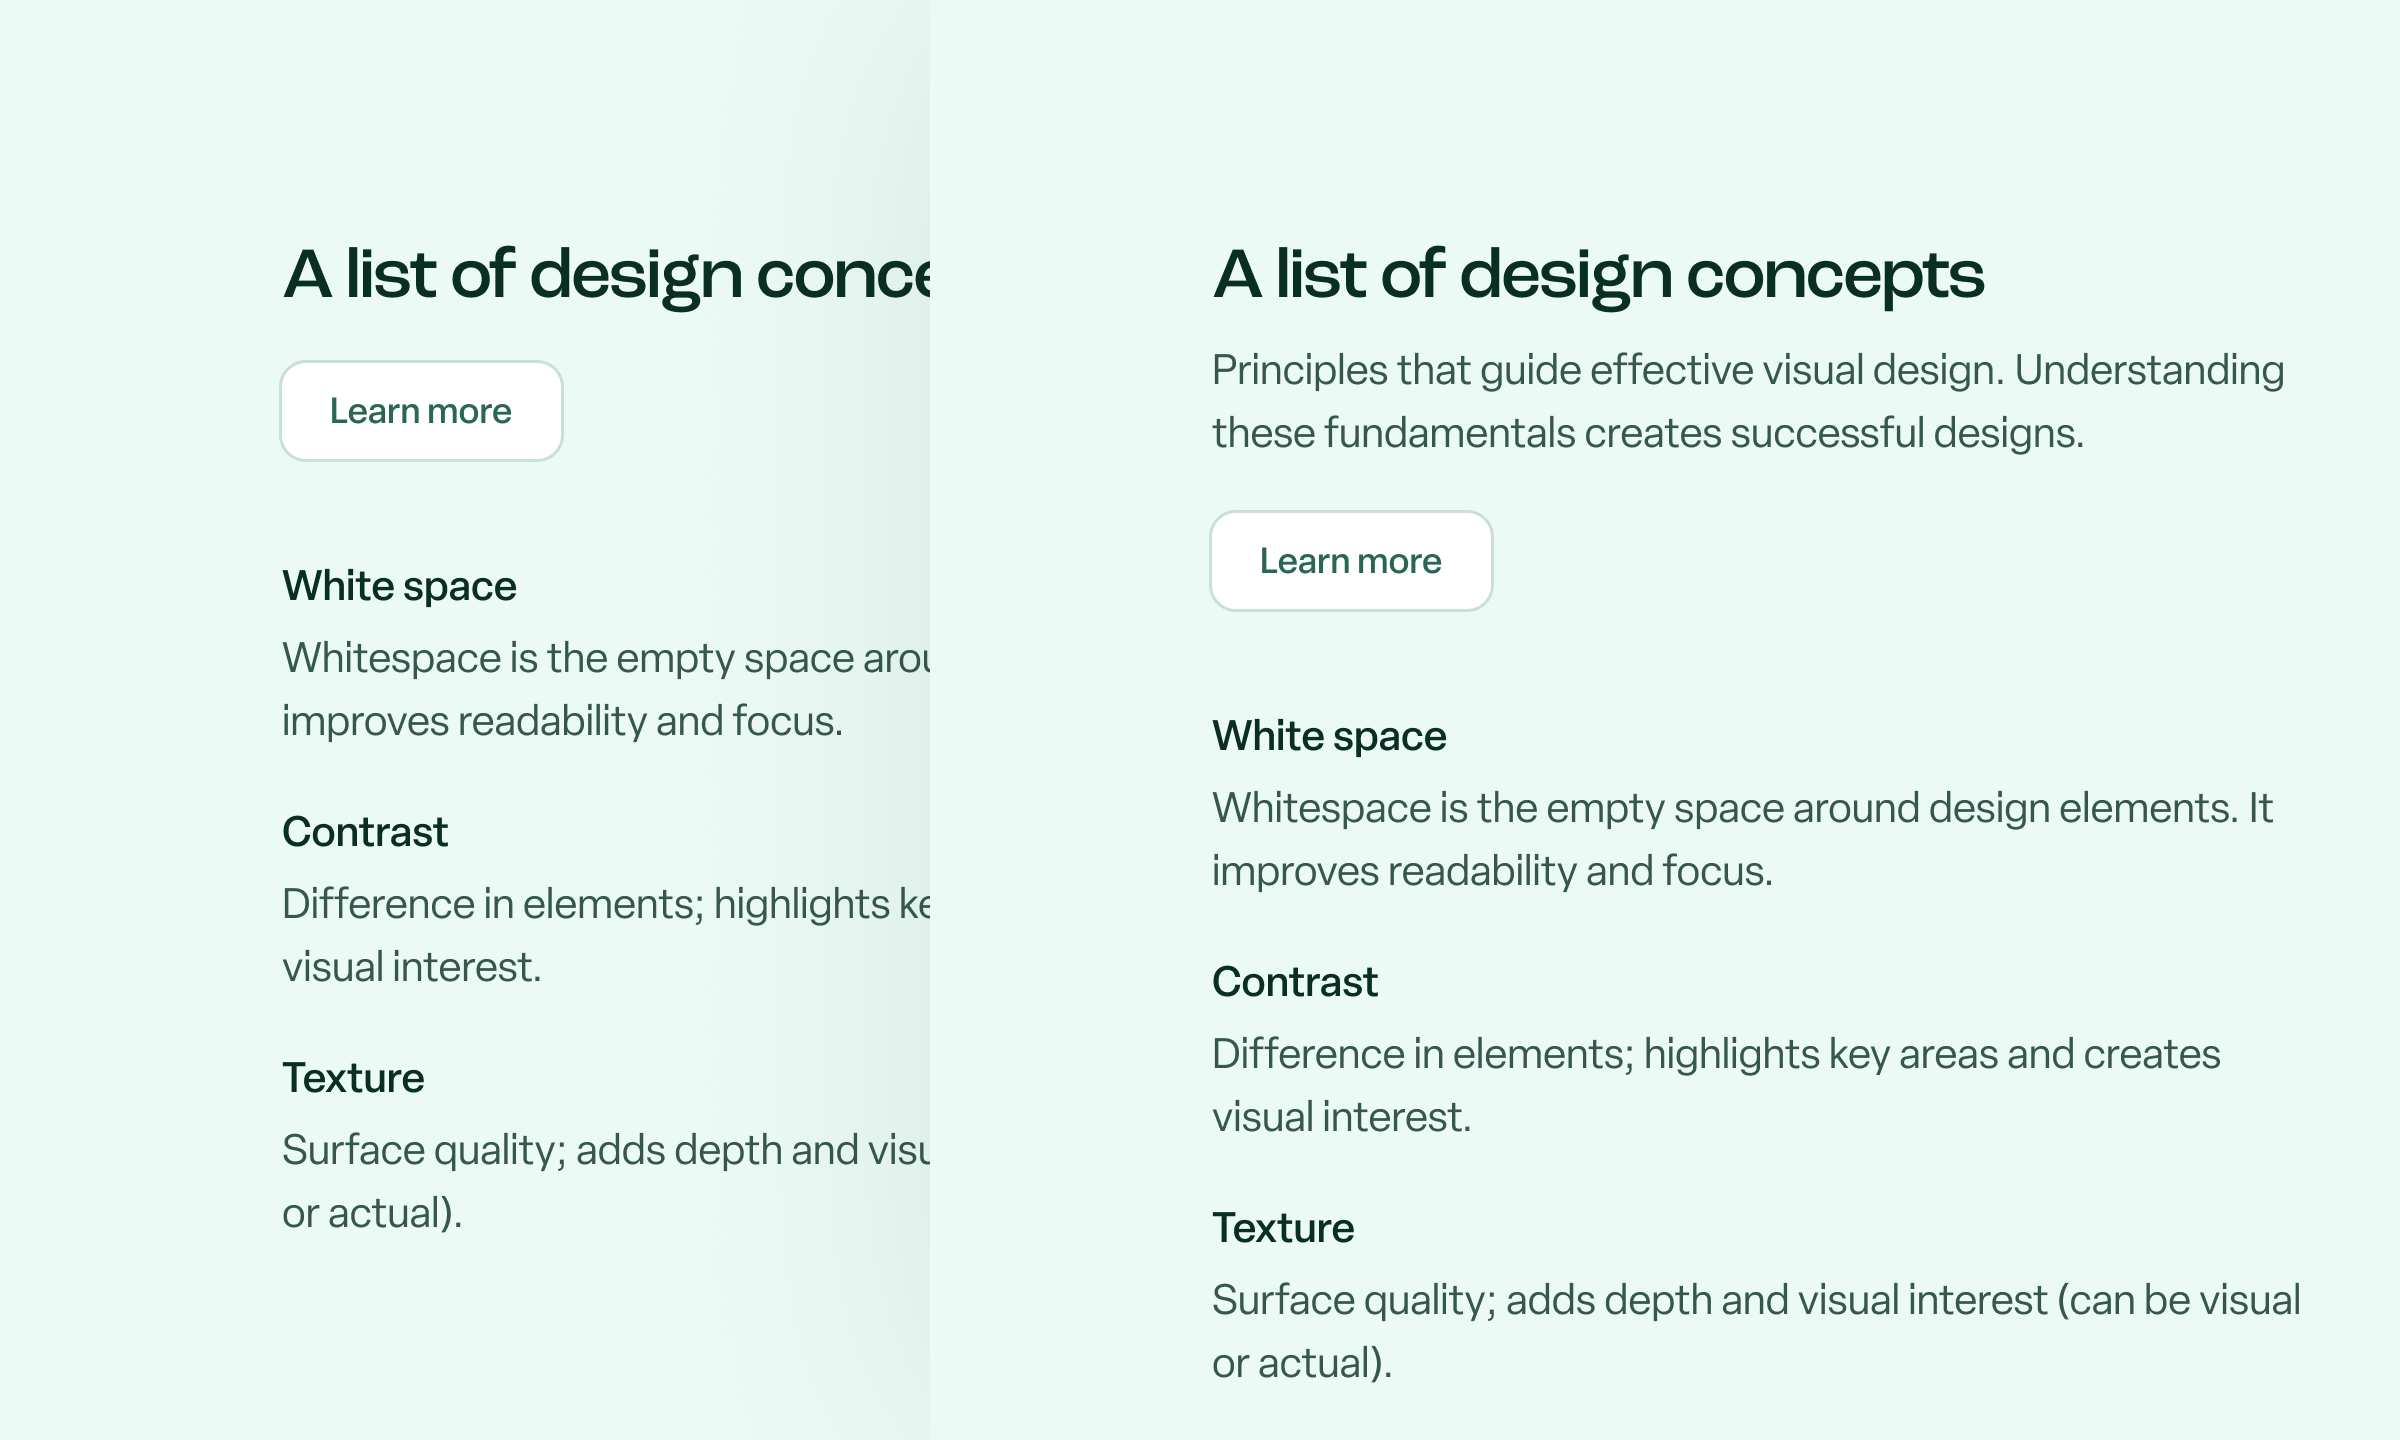 A list of design conce
Learn more
White space
Whitespace is the empty space arou
improves readability and focus.
Contrast
Difference in elements; highlights ke
visual interest.
Texture
Surface quality; adds depth and visu
or actual).
A list of design concepts
Principles that guide effective visual design. Understanding
these fundamentals creates successful designs.
Learn more
White space
Whitespace is the empty space around design elements. It
improves readability and focus.
Contrast
Difference in elements; highlights key areas and creates
visual interest.
Texture
Surface quality; adds depth and visual interest (can be visual
or actual).